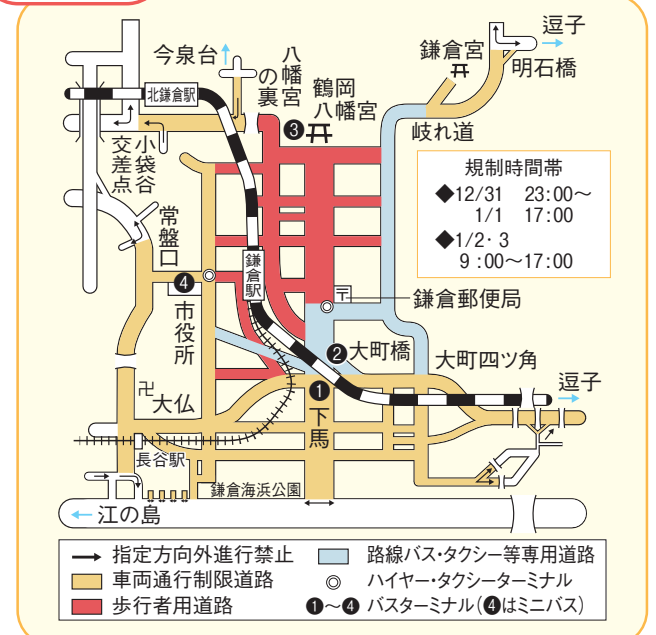 逗子
今泉台
八幡宮の裏
鶴岡八幡宮
鎌倉宮
明石橋
北鎌倉駅
❸
岐れ道
小袋谷交差点
規制時間帯
◆12/31 23:00～
1/1 17:00
◆1/2・3
9:00～17:00
常盤口
❹
鎌倉駅
〒
鎌倉郵便局
市役所
❷
大町橋
大町四ツ角
逗子
卍
大仏
❶
下馬
長谷駅
鎌倉海浜公園
江の島
指定方向外進行禁止
路線バス・タクシー等専用道路
車両通行制限道路
◎ ハイヤー・タクシーターミナル
歩行者用道路
❶～❹ バスターミナル(❹はミニバス)